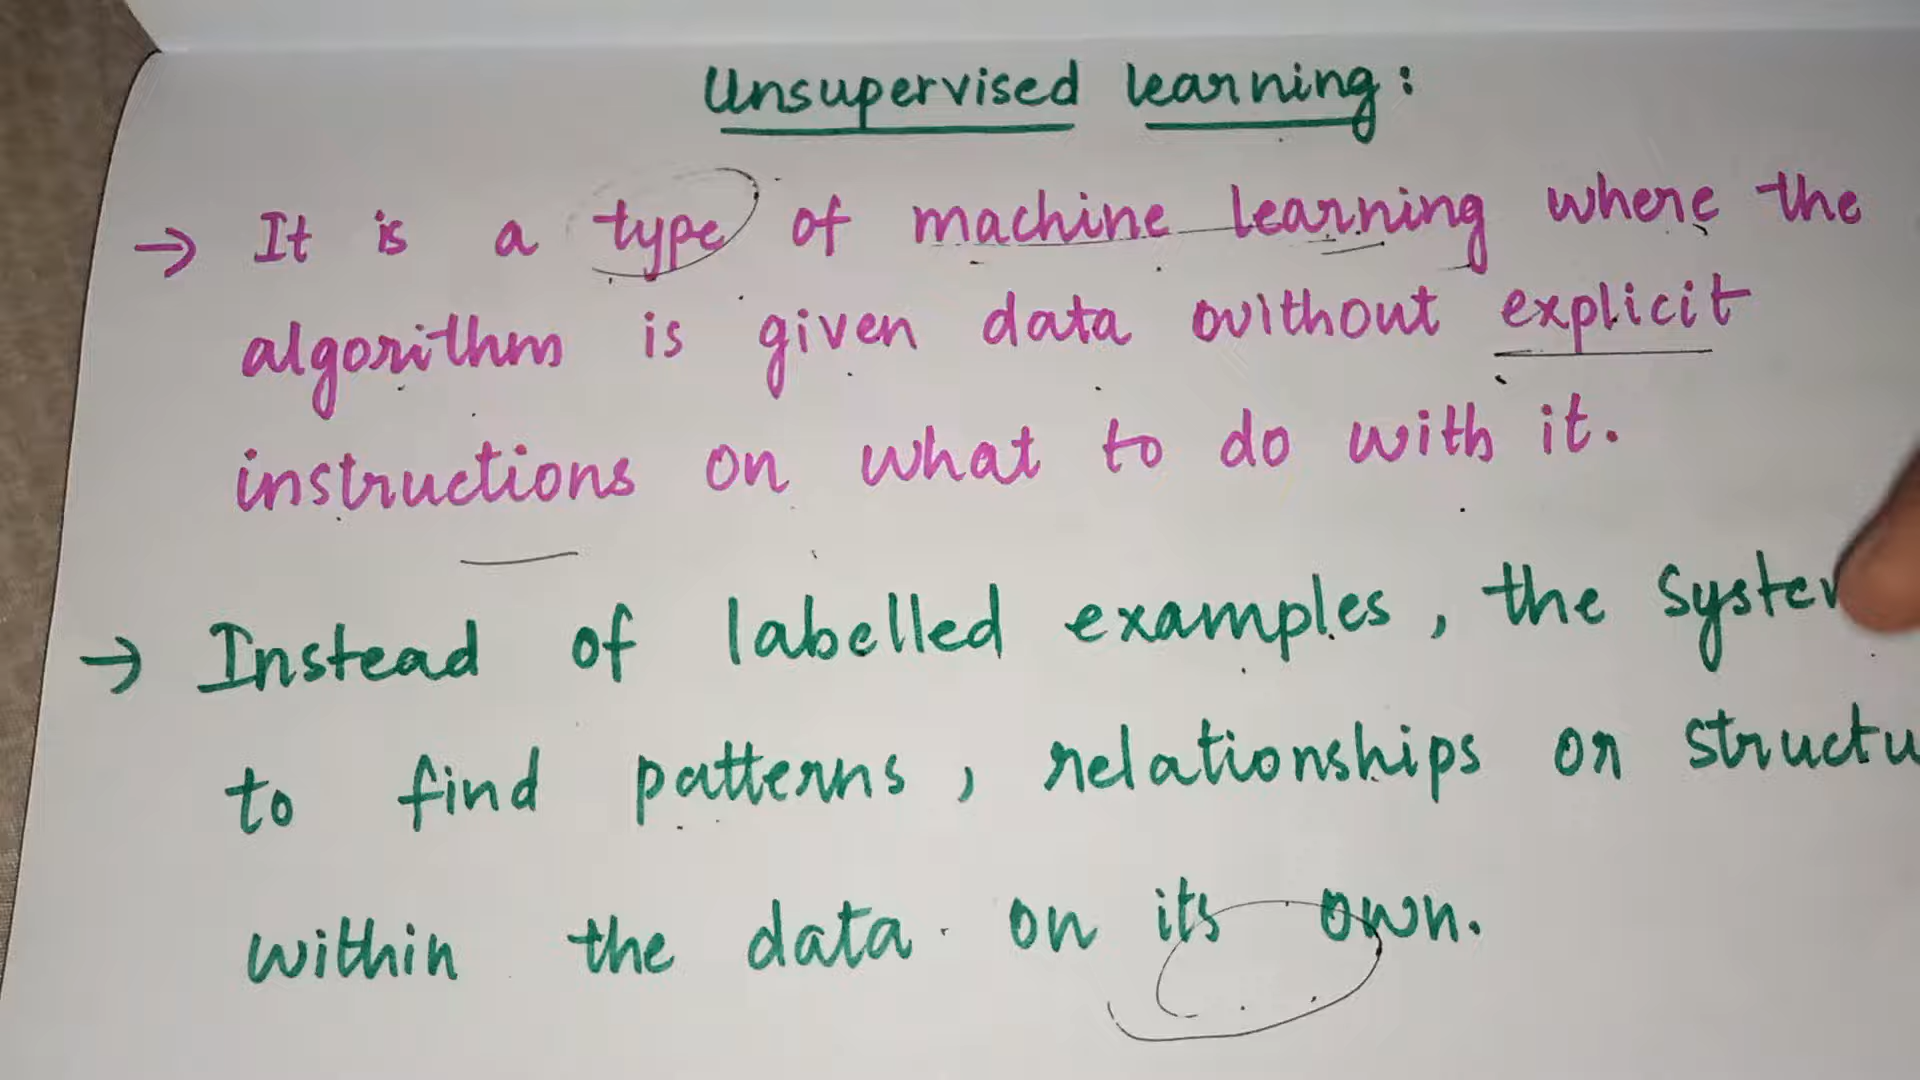 Unsupervised learning:
→ It is a type of machine learning where the
algorithm is given data without explicit
instructions on what to do with it.
→ Instead of labelled examples, the
to find patterns, relationships or
within the data on its own.